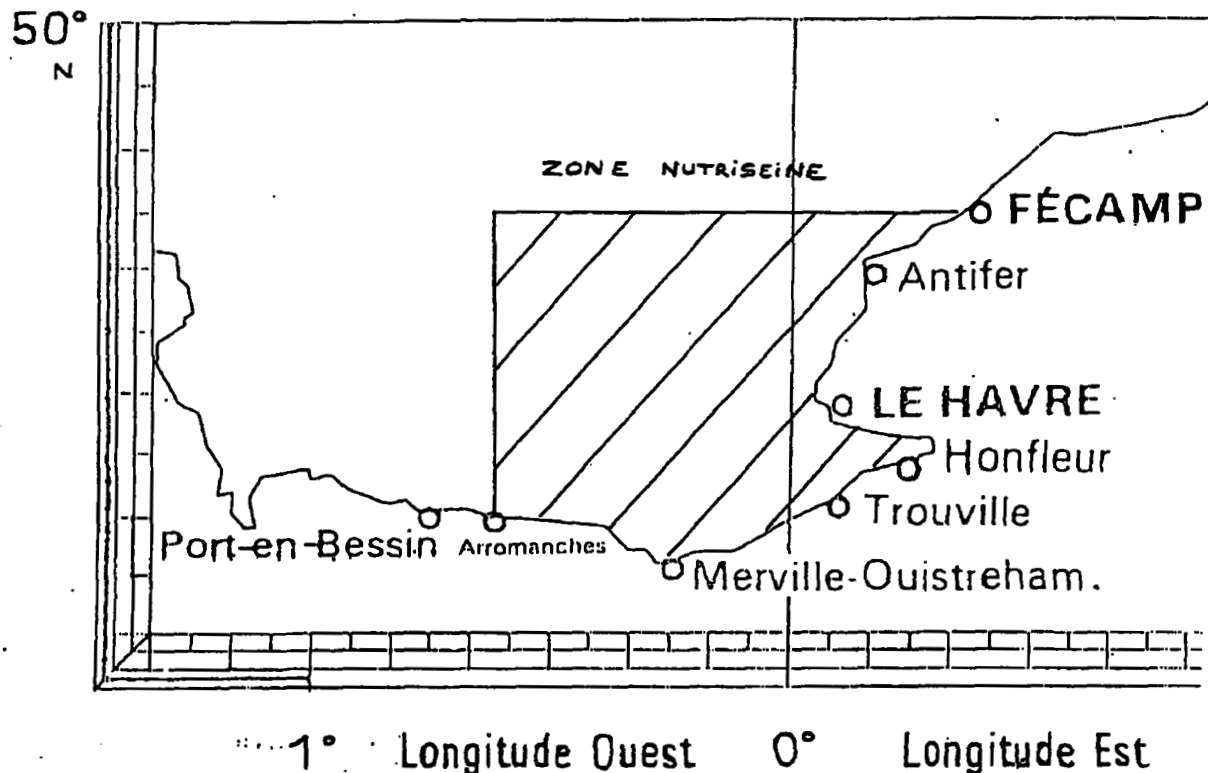 50°
N
ZONE NUTRISEINE
FÉCAMP
Antifer
LE HAVRE
Honfleur
Trouville
Port-en-Bessin
Arromanches
Merville-Ouistreham.
1° Longitude Ouest 0° Longitude Est